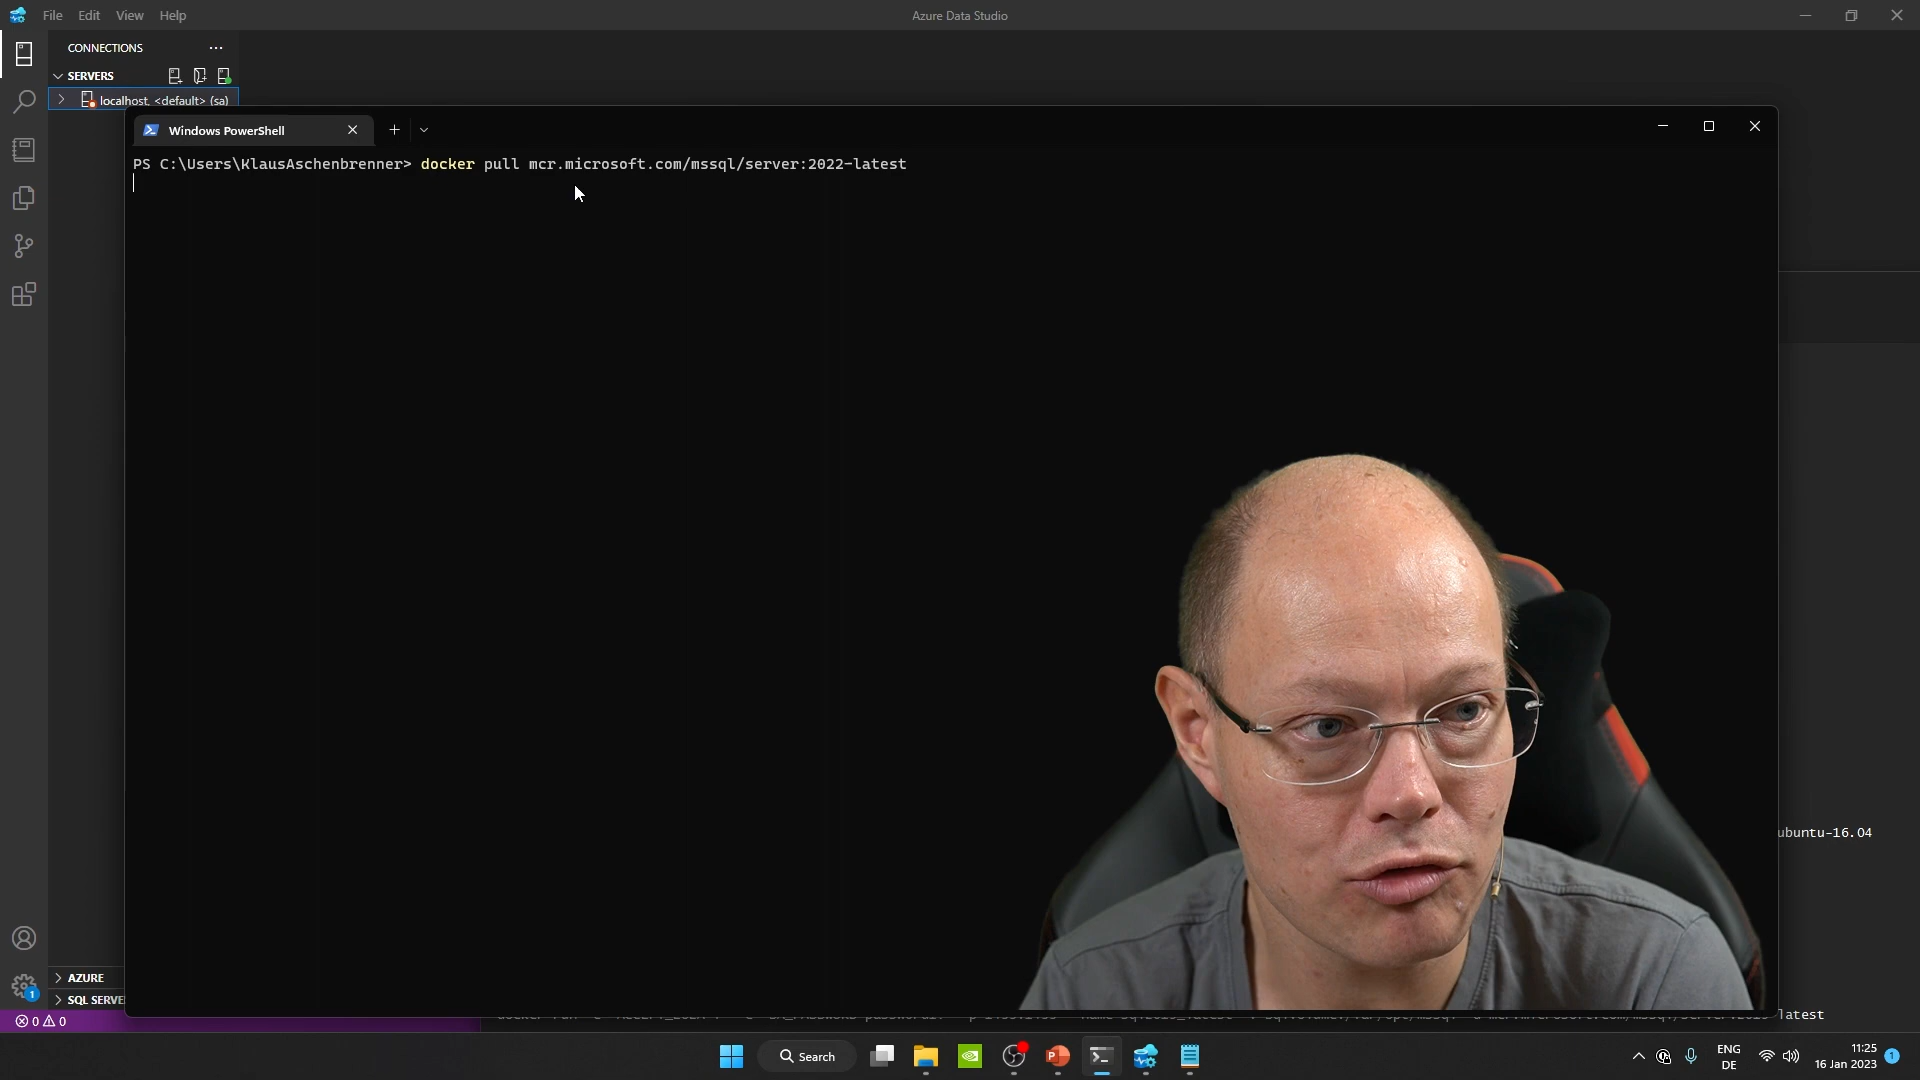 File Edit View Help
Azure Data Studio
CONNECTIONS
SERVERS
localhost, <default> (sa)
Windows PowerShell
PS C:\Users\KlausAschenbrenner> docker pull mcr.microsoft.com/mssql/server:2022-latest
ubuntu-16.04
AZURE
1
SQL SERVE
0 0
latest
Search
ENG
DE
11:25
16 Jan 2023
1